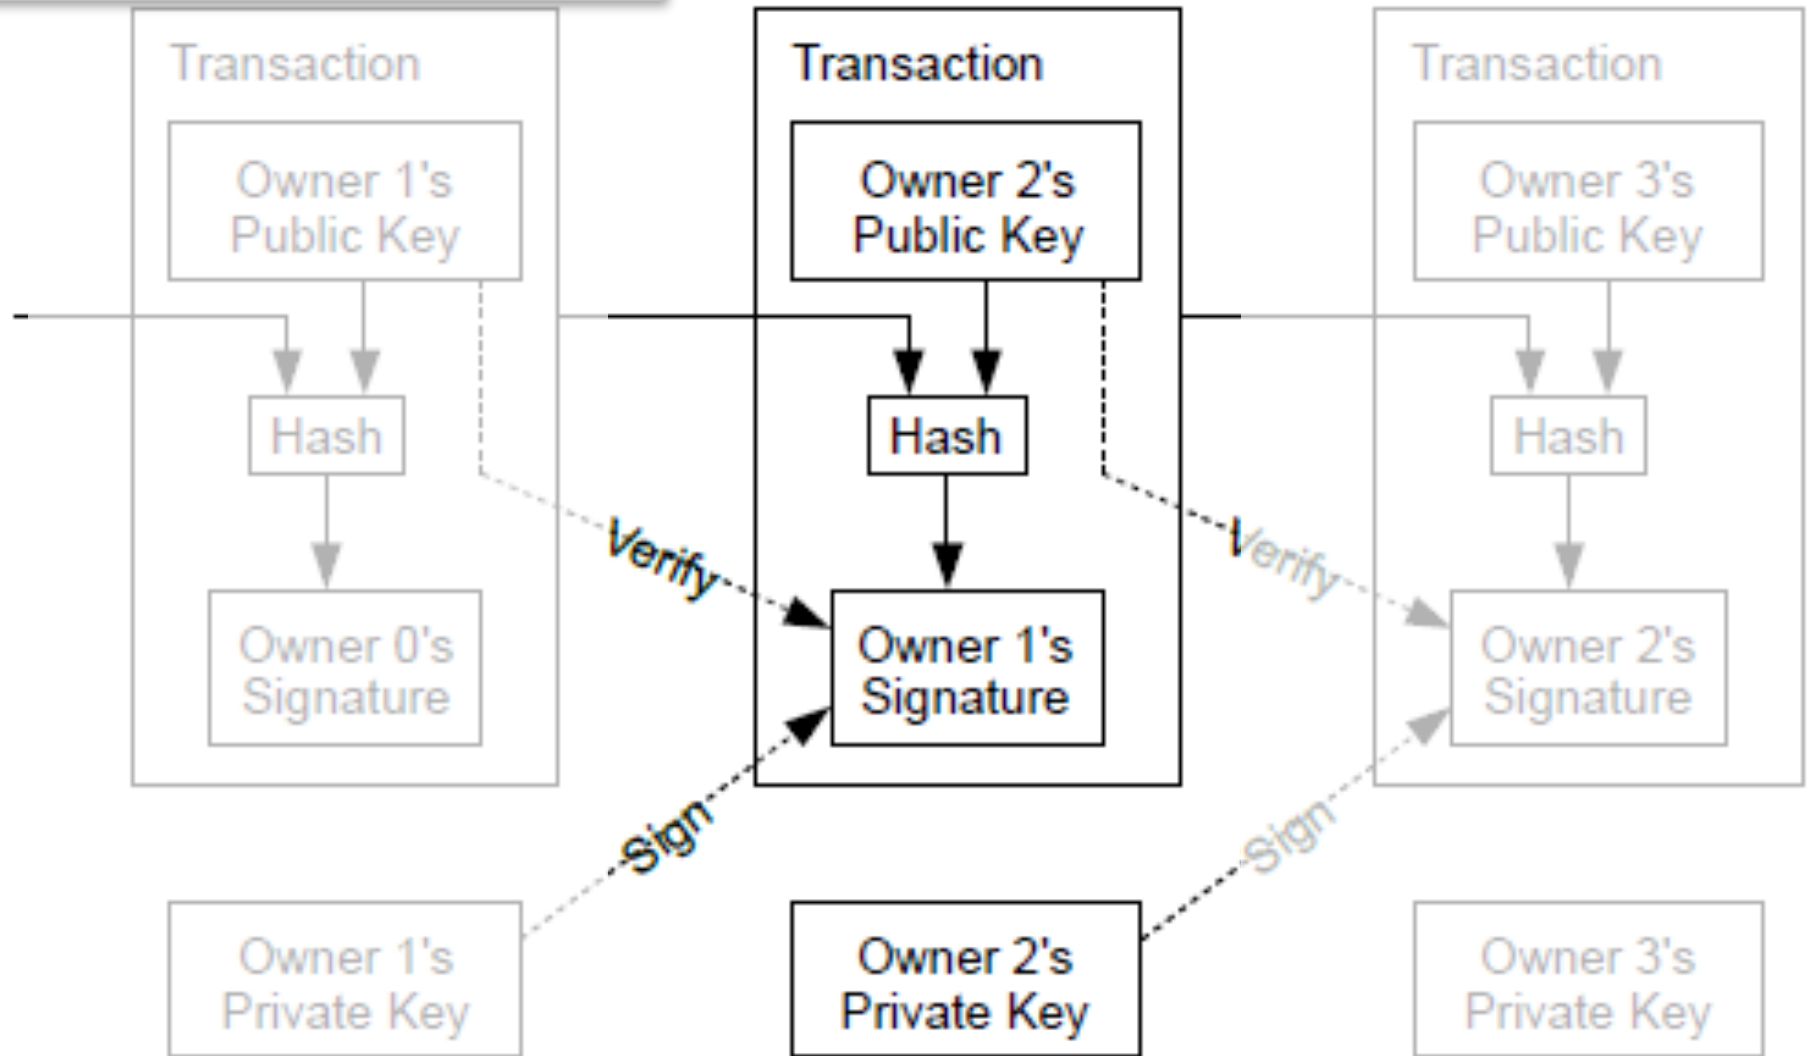 Transaction
Owner 1's
Public Key
Hash
Owner 0's
Signature
Transaction
Owner 2's
Public Key
Hash
Verify
Owner 1's
Signature
Sign
Transaction
Owner 3's
Public Key
Hash
Verify
Owner 2's
Signature
Sign
Owner 1's
Private Key
Owner 2's
Private Key
Owner 3's
Private Key